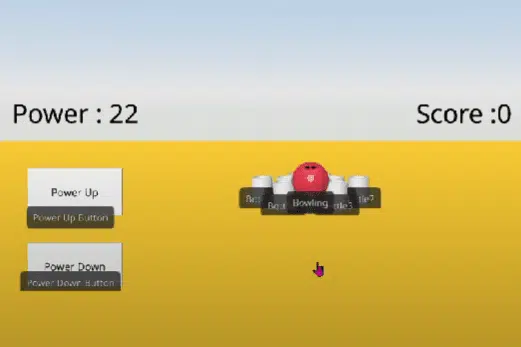 Power : 22
Score :0
Power Up
Power Up Button
Bowling
Power Down
Power Down Button